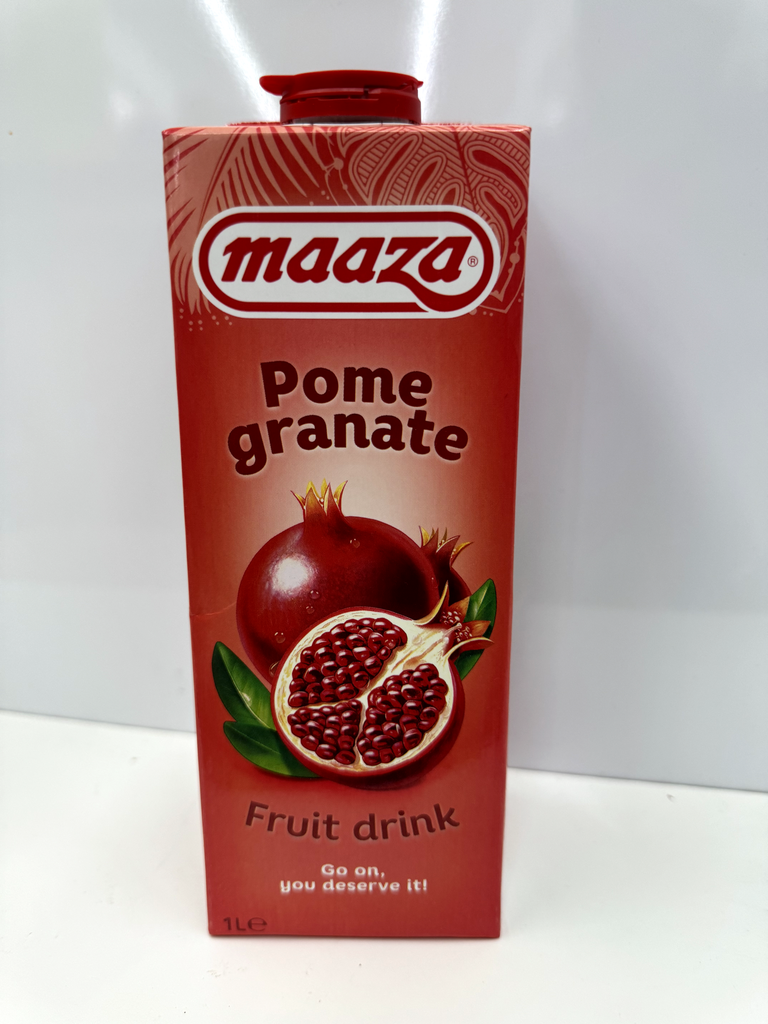 maaza®
Pome
granate
Fruit drink
Go on,
you deserve it!
1L℮